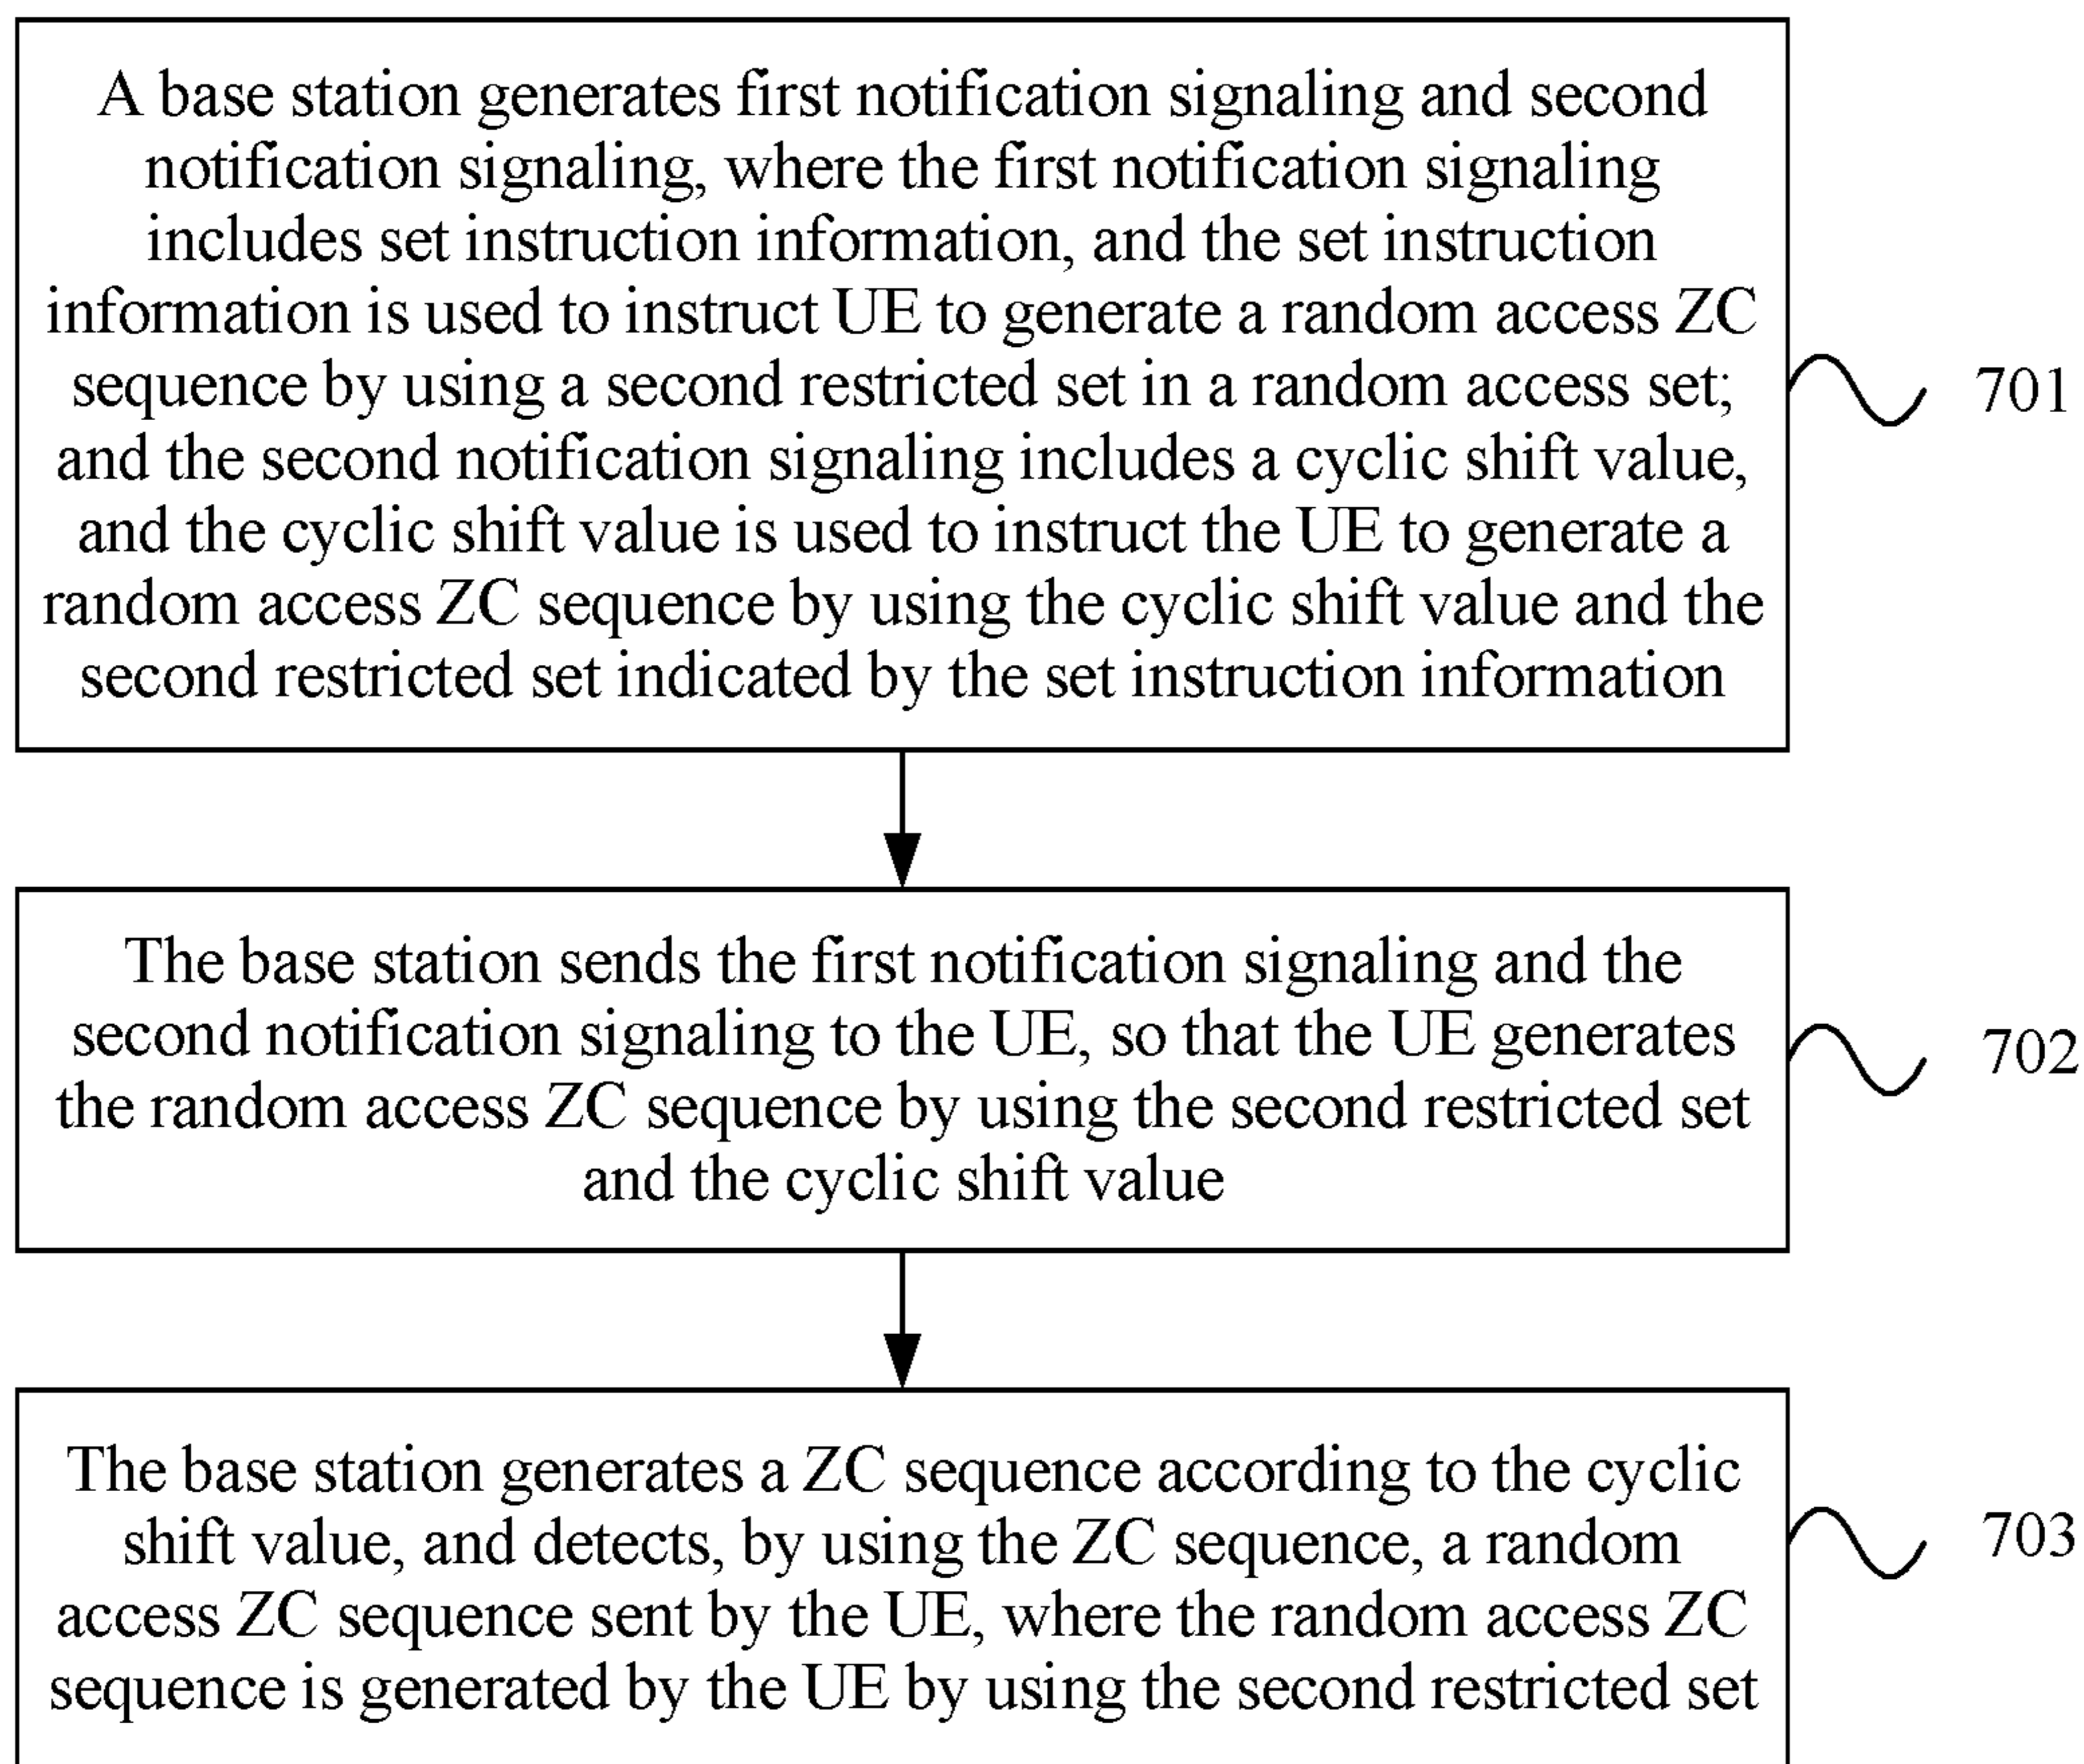 A base station generates first notification signaling and second
notification signaling, where the first notification signaling
includes set instruction information, and the set instruction
information is used to instruct UE to generate a random access ZC
sequence by using a second restricted set in a random access set;
and the second notification signaling includes a cyclic shift value,
and the cyclic shift value is used to instruct the UE to generate a
random access ZC sequence by using the cyclic shift value and the
second restricted set indicated by the set instruction information
701
The base station sends the first notification signaling and the
second notification signaling to the UE, so that the UE generates
the random access ZC sequence by using the second restricted set
and the cyclic shift value
702
The base station generates a ZC sequence according to the cyclic
shift value, and detects, by using the ZC sequence, a random
access ZC sequence sent by the UE, where the random access ZC
sequence is generated by the UE by using the second restricted set
703